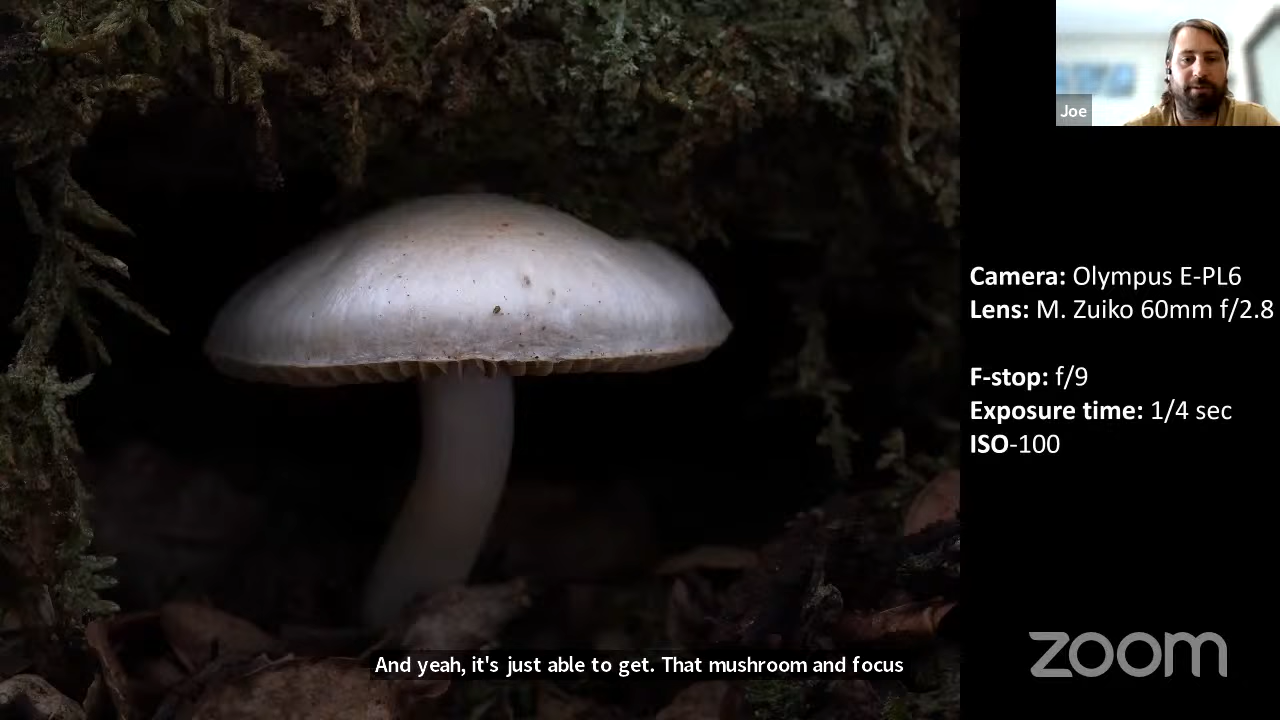 Joe
Camera: Olympus E-PL6
Lens: M. Zuiko 60mm f/2.8
F-stop: f/9
Exposure time: 1/4 sec
ISO-100
zoom
And yeah, it's just able to get. That mushroom and focus